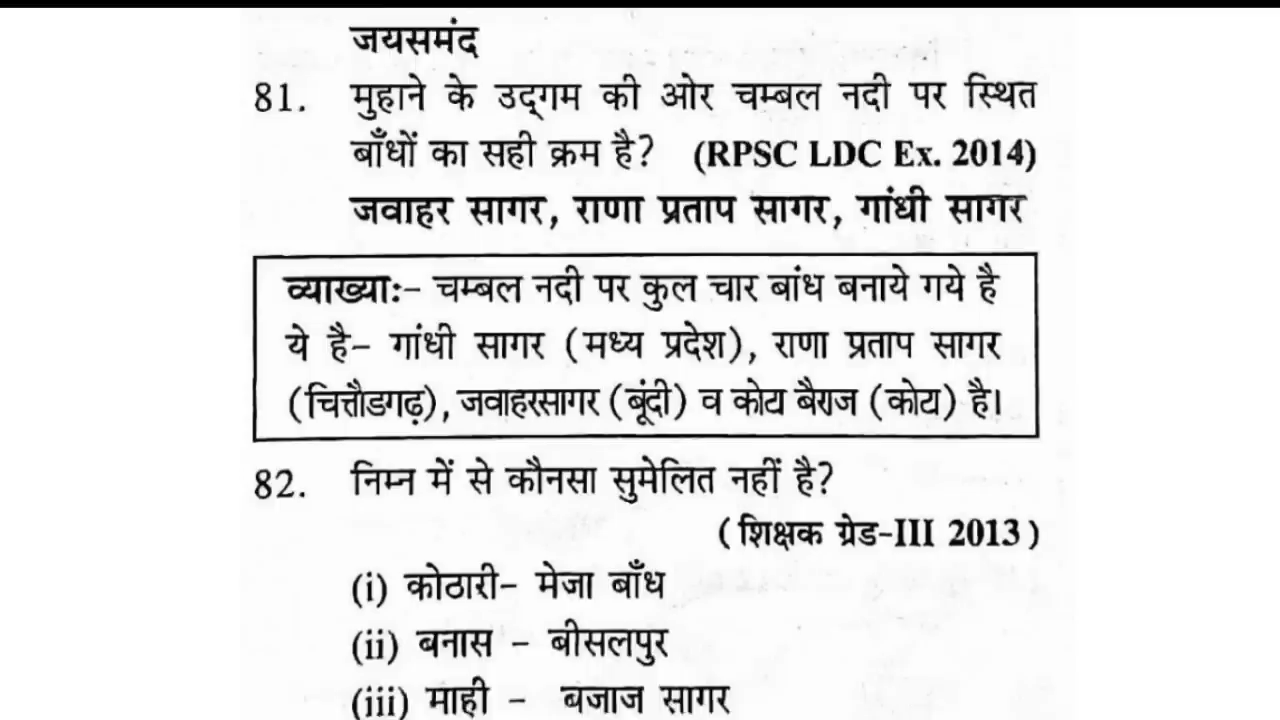 जयसमंद
81. मुहाने के उद्‌गम की ओर चम्बल नदी पर स्थित
बाँधों का सही क्रम है? (RPSC LDC Ex. 2014)
जवाहर सागर, राणा प्रताप सागर, गांधी सागर
व्याख्याः- चम्बल नदी पर कुल चार बांध बनाये गये है
ये है- गांधी सागर (मध्य प्रदेश), राणा प्रताप सागर
(चित्तौडगढ़), जवाहरसागर (बूंदी) व कोटा बैराज (कोटा) है।
82. निम्न में से कौनसा सुमेलित नहीं है?
(शिक्षक ग्रेड-III 2013)
(i) कोठारी- मेजा बाँध
(ii) बनास - बीसलपुर
(iii) माही - बजाज सागर